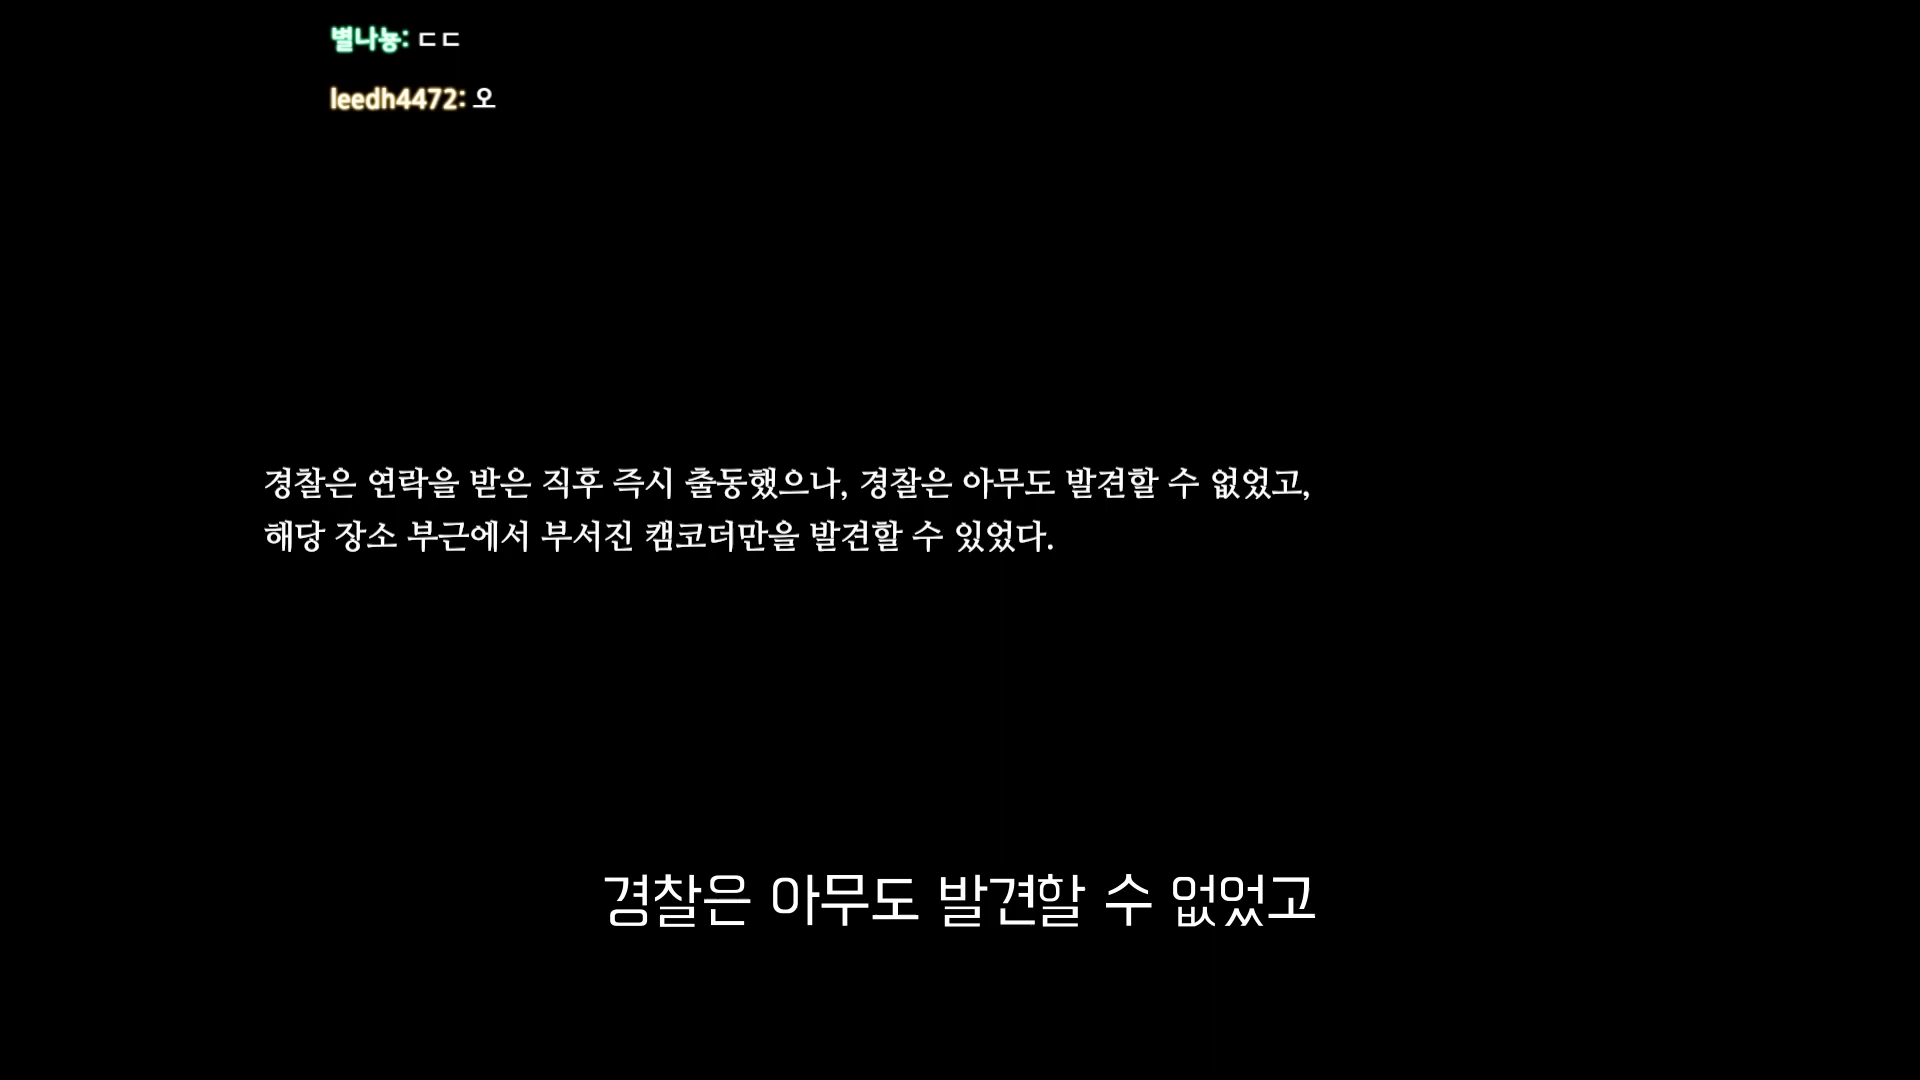 별나뇽: ㄷㄷ
leedh4472: 오
경찰은 연락을 받은 직후 즉시 출동했으나, 경찰은 아무도 발견할 수 없었고,
해당 장소 부근에서 부서진 캠코더만을 발견할 수 있었다.
경찰은 아무도 발견할 수 없었고